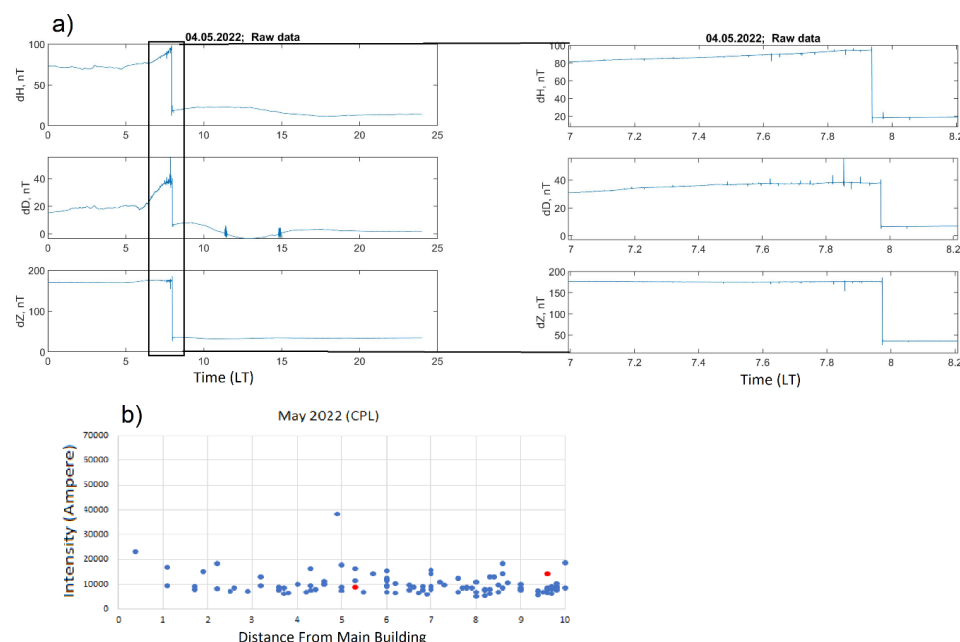 a)
04.05.2022; Raw data
100
50
0
dH, nT
0 5 10 15 20 25
40
20
0
dD, nT
0 5 10 15 20 25
200
100
0
dZ, nT
0 5 10 15 20 25
Time (LT)
04.05.2022; Raw data
100
80
60
40
20
dH, nT
7 7.2 7.4 7.6 7.8 8 8.2
40
20
0
dD, nT
7 7.2 7.4 7.6 7.8 8 8.2
200
150
100
50
dZ, nT
7 7.2 7.4 7.6 7.8 8 8.2
Time (LT)
b)
May 2022 (CPL)
70000
60000
50000
40000
30000
20000
10000
0
Intensity (Ampere)
0 1 2 3 4 5 6 7 8 9 10
Distance From Main Building